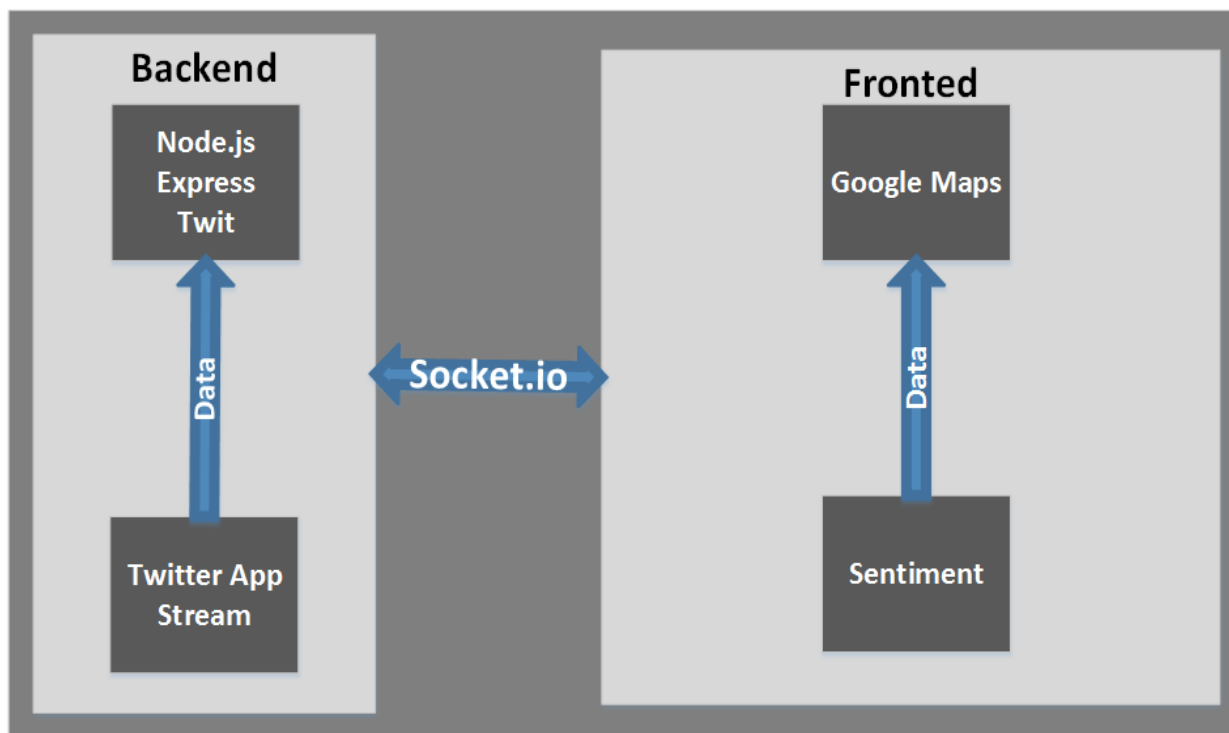 Backend
Node.js
Express
Twit
Data
Twitter App
Stream
Socket.io
Fronted
Google Maps
Data
Sentiment